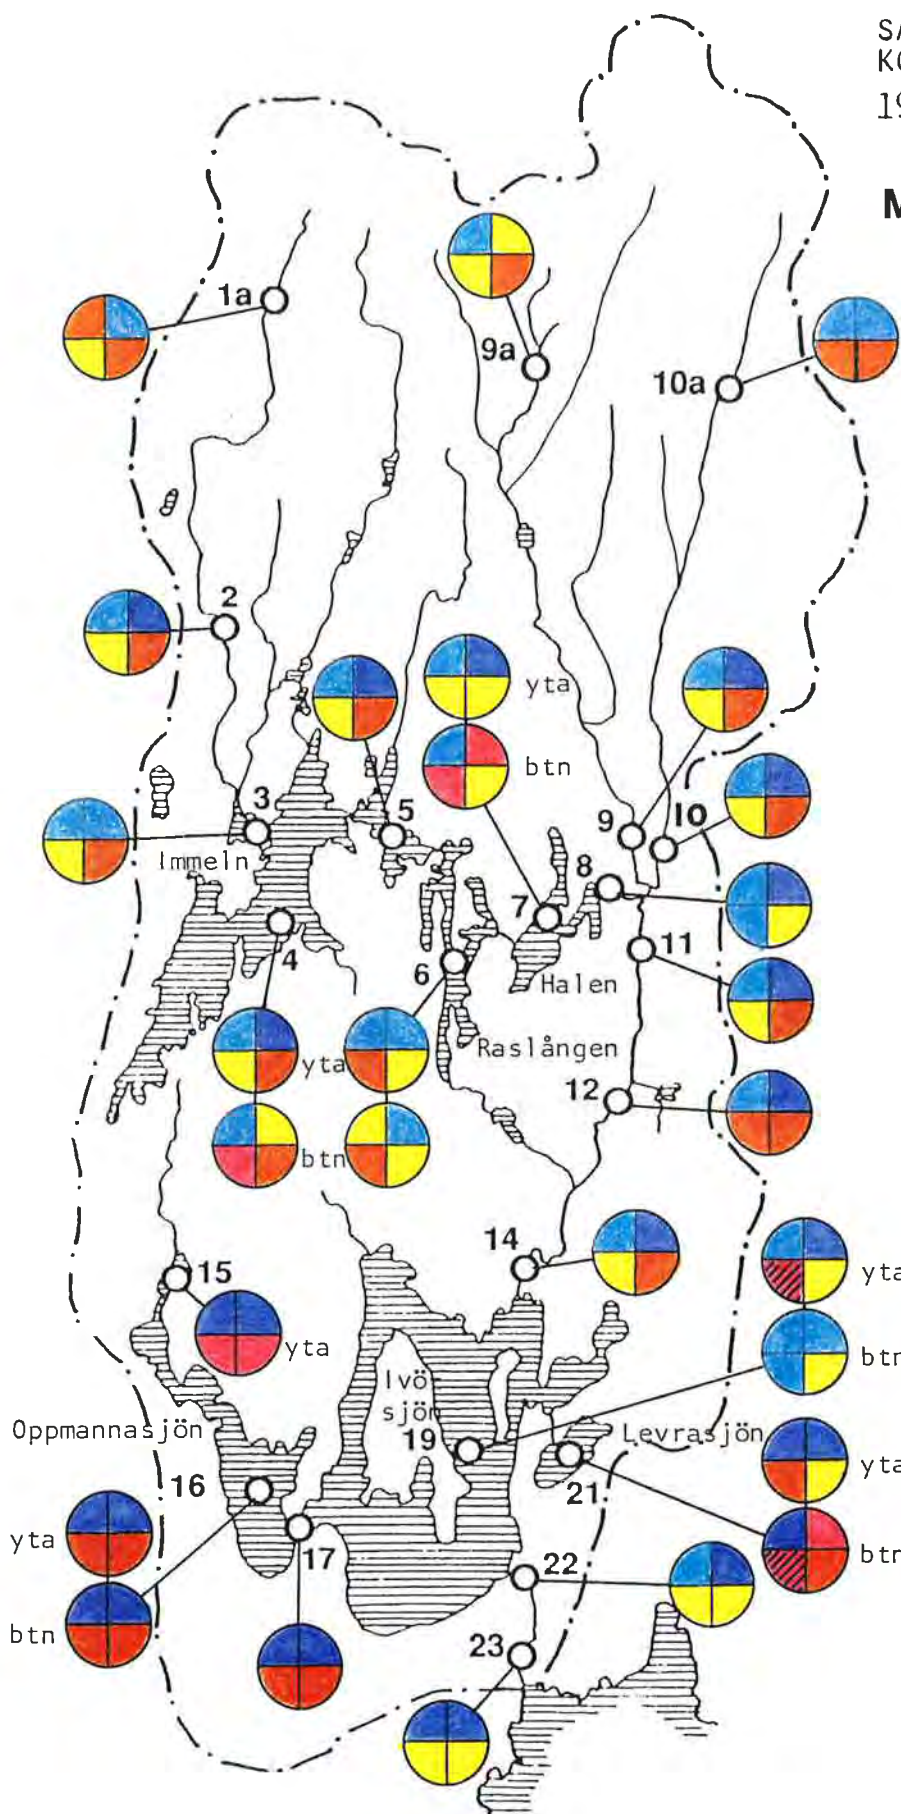 1a
9a
10a
2
yta
btn
3
5
9
10
Immeln
8
7
4
11
6
Halen
yta
Raslången
12
btn
14
15
yta
yta
btn
Ivö
sjön
Oppmannasjön
19
Levrasjön
yta
16
21
yta
17
btn
22
btn
23